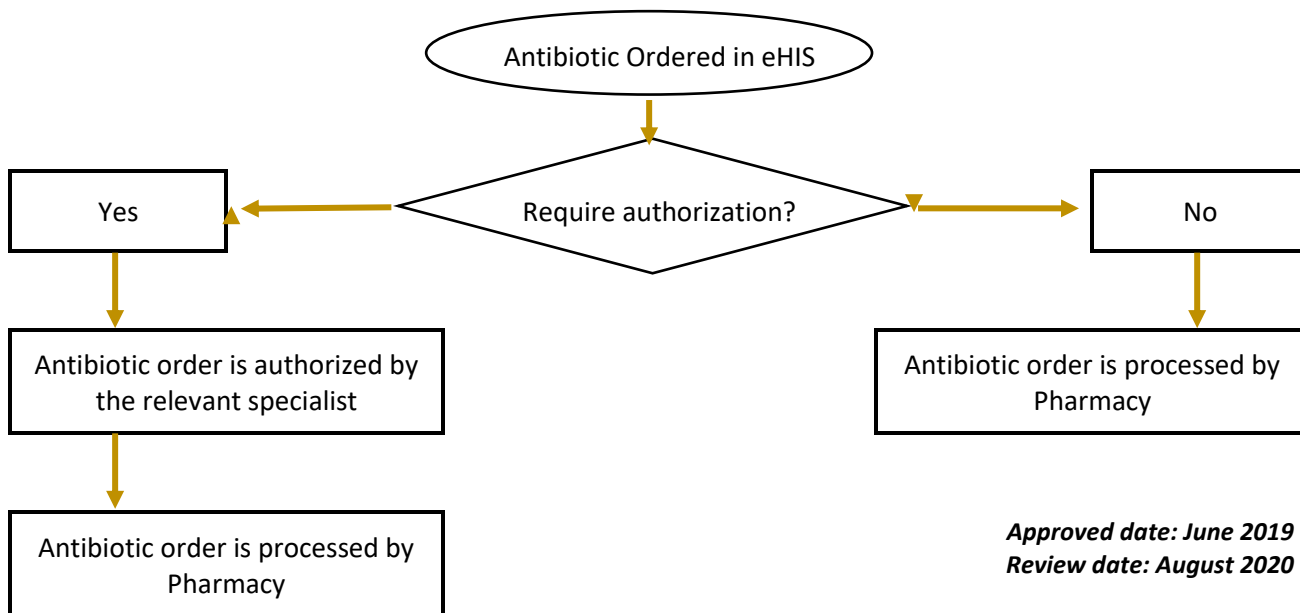 Antibiotic Ordered in eHIS
Require authorization?
Yes
No
Antibiotic order is authorized by
the relevant specialist
Antibiotic order is processed by
Pharmacy
Antibiotic order is processed by
Pharmacy
Approved date: June 2019
Review date: August 2020